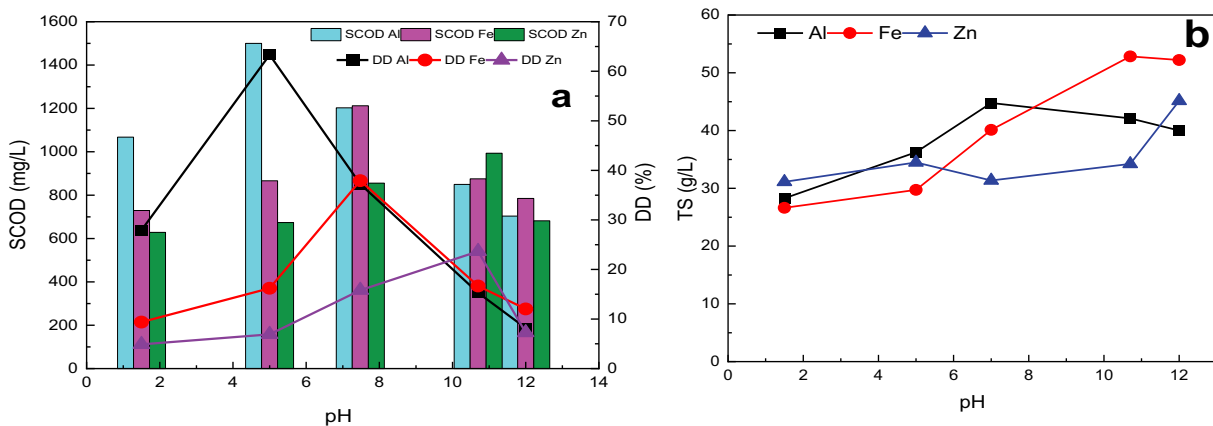 SCOD Al SCOD Fe SCOD Zn
DD Al DD Fe DD Zn
a
SCOD (mg/L)
1600
1400
1200
1000
800
600
400
200
0
0 2 4 6 8 10 12 14
pH
70
60
50
40
30
20
10
0
DD (%)
Al Fe Zn
b
TS (g/L)
60
50
40
30
20
10
0
0 2 4 6 8 10 12
pH